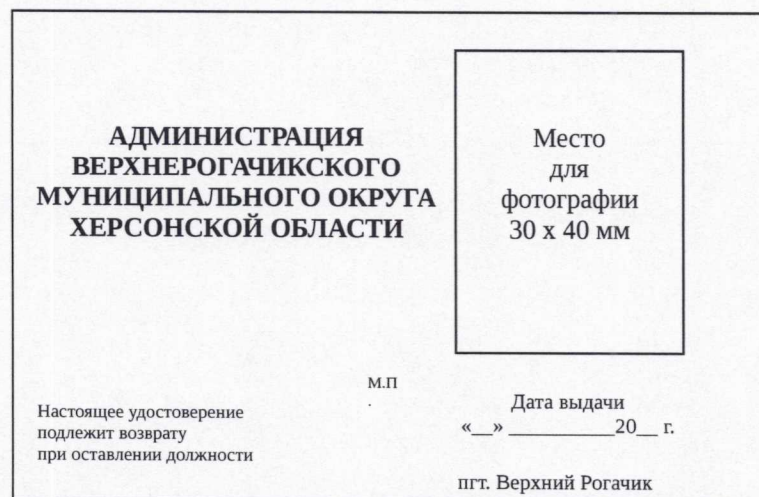 АДМИНИСТРАЦИЯ
ВЕРХНЕРОГАЧИКСКОГО
МУНИЦИПАЛЬНОГО ОКРУГА
ХЕРСОНСКОЙ ОБЛАСТИ
Место
для
фотографии
30 х 40 мм
М.П
.
Настоящее удостоверение
подлежит возврату
при оставлении должности
Дата выдачи
«__» __________20__ г.
пгт. Верхний Рогачик